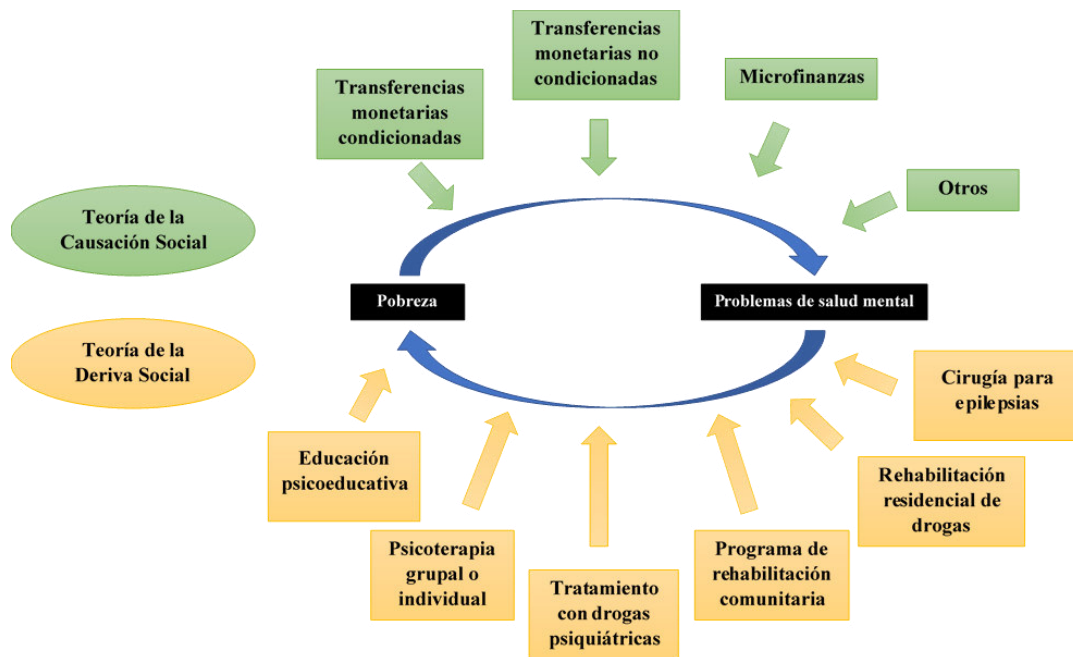 Transferencias
monetarias no
condicionadas
Microfinanzas
Transferencias
monetarias
condicionadas
Otros
Teoría de la
Causación Social
Pobreza
Problemas de salud mental
Teoría de la
Deriva Social
Cirugía para
epilepsias
Educación
psicoeducativa
Rehabilitación
residencial de
drogas
Psicoterapia
grupal o
individual
Programa de
rehabilitación
comunitaria
Tratamiento
con drogas
psiquiátricas